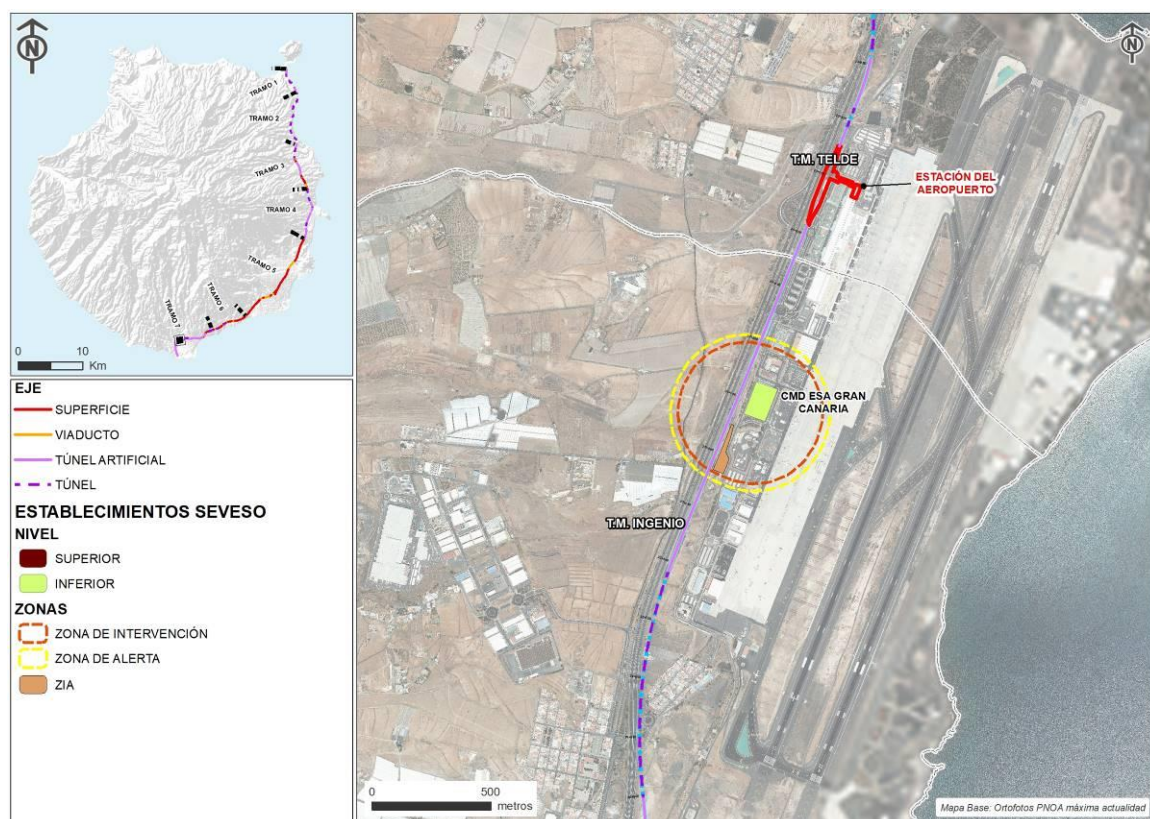 N
TRAMO 1
TRAMO 2
TRAMO 3
TRAMO 4
TRAMO 5
TRAMO 6
TRAMO 7
0 10
Km
EJE
SUPERFICIE
VIADUCTO
TÚNEL ARTIFICIAL
TÚNEL
ESTABLECIMIENTOS SEVESO
NIVEL
SUPERIOR
INFERIOR
ZONAS
ZONA DE INTERVENCIÓN
ZONA DE ALERTA
ZIA
N
T.M. TELDE
ESTACIÓN DEL
AEROPUERTO
CMD ESA GRAN
CANARIA
T.M. INGENIO
0 500
metros
Mapa Base: Ortofotos PNOA máxima actualidad